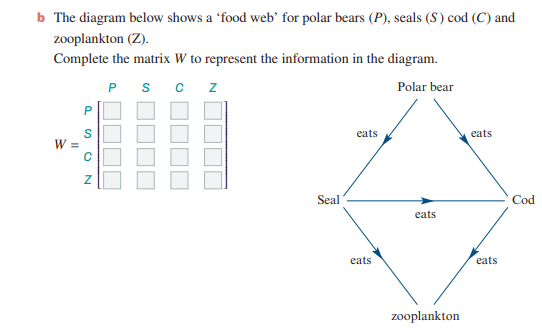 b The diagram below shows a ‘food web’ for polar bears (P), seals (S) cod (C) and
zooplankton (Z).
Complete the matrix W to represent the information in the diagram.
P S C Z
P
S
W =
C
Z
Polar bear
eats eats
Seal Cod
eats
eats eats
zooplankton